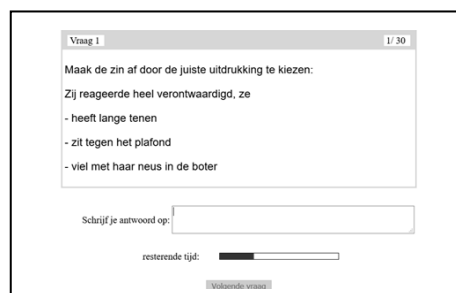 Vraag 1 1/ 30
Maak de zin af door de juiste uitdrukking te kiezen:
Zij reageerde heel verontwaardigd, ze
- heeft lange tenen
- zit tegen het plafond
- viel met haar neus in de boter
Schrijf je antwoord op:
resterende tijd:
Volgende vraag